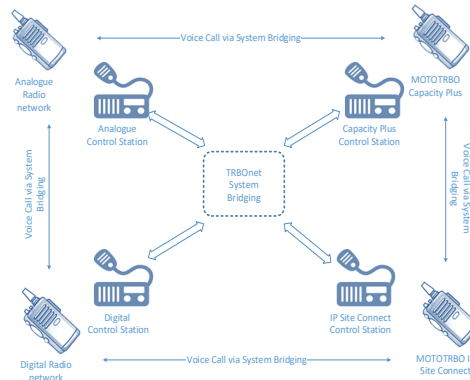 Voice Call via System Bridging
Analogue
Radio
network
MOTOTRBO
Capacity Plus
Analogue
Control Station
Capacity Plus
Control Station
TRBOnet
System
Bridging
Voice Call via System
Bridging
Voice Call via System
Bridging
Digital
Control Station
IP Site Connect
Control Station
Digital Radio
network
Voice Call via System Bridging
MOTOTRBO I
Site Connect